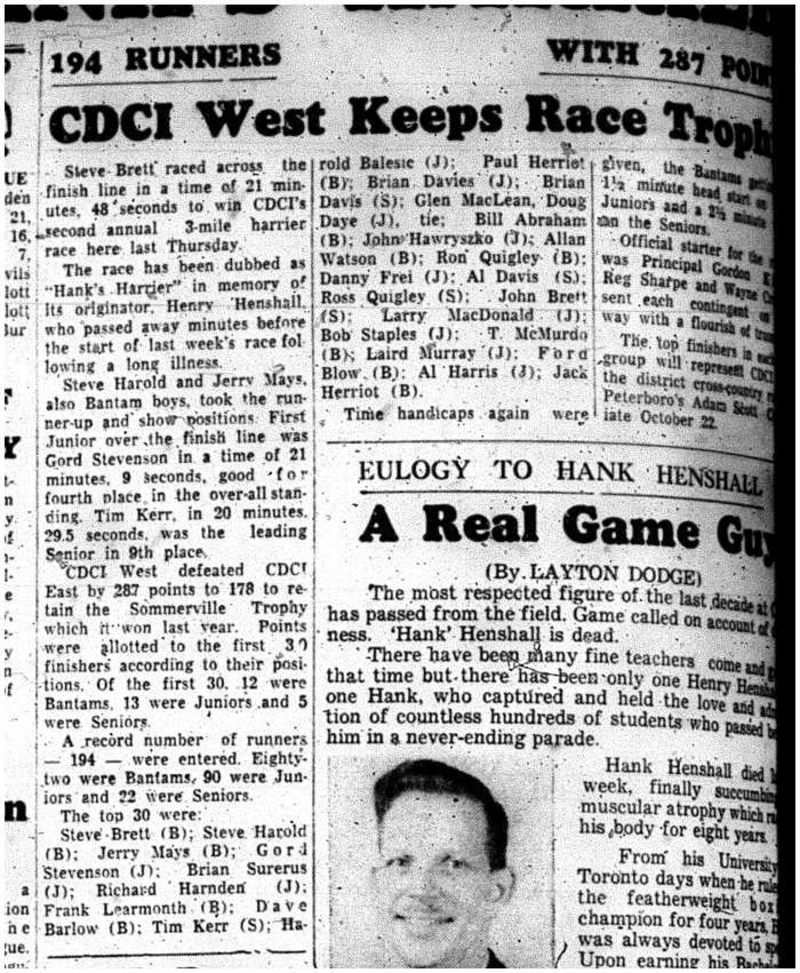 194 RUNNERS
WITH 287
CDCI West Keeps Race
Steve Brett raced across the
finish line in a time of 21 min-
utes, 48 seconds to win CDCI's
second annual 3-mile harrier
race here last Thursday.
The race has been dubbed as
"Hank's Harrier" in memory of
its originator, Henry Henshall,
who passed away minutes before
the start of last week's race fol-
lowing a long illness.
Steve Harold and Jerry Mays,
also Bantam boys, took the run-
ner-up and show positions. First
Junior over the finish line was
Gord Stevenson in a time of 21
minutes, 9 seconds, good for
fourth place in the over-all stan-
ding. Tim Kerr, in 20 minutes,
29.5 seconds, was the leading
Senior in 9th place.
CDCI West defeated CDCI
East by 287 points to 178 to re-
tain the Sommerville Trophy
which it won last year. Points
were allotted to the first 30
finishers according to their posi-
tions. Of the first 30, 12 were
Bantams, 13 were Juniors and 5
were Seniors.
A record number of runners
— 194 — were entered. Eighty-
two were Bantams, 90 were Jun-
iors and 22 were Seniors.
The top 30 were:
Steve Brett (B); Steve Harold
(B); Jerry Mays (B); Gord
Stevenson (J); Brian Surerus
(J); Richard Harnden (J);
Frank Learmonth (B); Dave
Barlow (B); Tim Kerr (S); Ha-
rold Balesic (J); Paul Herriot
(B); Brian Davies (J); Brian
Davis (S); Glen MacLean, Doug
Daye (J), tie; Bill Abraham
(B); John Hawryszko (J); Allan
Watson (B); Ron Quigley (B);
Danny Frei (J); Al Davis (S);
Ross Quigley (S); John Brett
(S); Larry MacDonald (J);
Bob Staples (J); T. McMurdo
(B); Laird Murray (J); Ford
Blow (B); Al Harris (J); Jack
Herriot (B).
Time handicaps again were
given, the Bantams
1½ minute head start on
Juniors and a 2½ minute
on the Seniors.
Official starter for the
was Principal Gordon
Reg Sharpe and Wayne
sent each contingent on
way with a flourish of
The top finishers in each
group will represent CDCI
the district cross-country
Peterboro's Adam Scott
iate October 22.
EULOGY TO HANK HENSHALL
A Real Game Guy
(By LAYTON DODGE)
The most respected figure of the last decade at
has passed from the field. Game called on account of
ness. 'Hank' Henshall is dead.
There have been many fine teachers come and
that time but there has been only one Henry
one Hank, who captured and held the love and
tion of countless hundreds of students who passed
him in a never-ending parade.
Hank Henshall died
week, finally succumbing
muscular atrophy which
his body for eight years.
From his University
Toronto days when he
the featherweight box
champion for four years,
was always devoted to
Upon earning his